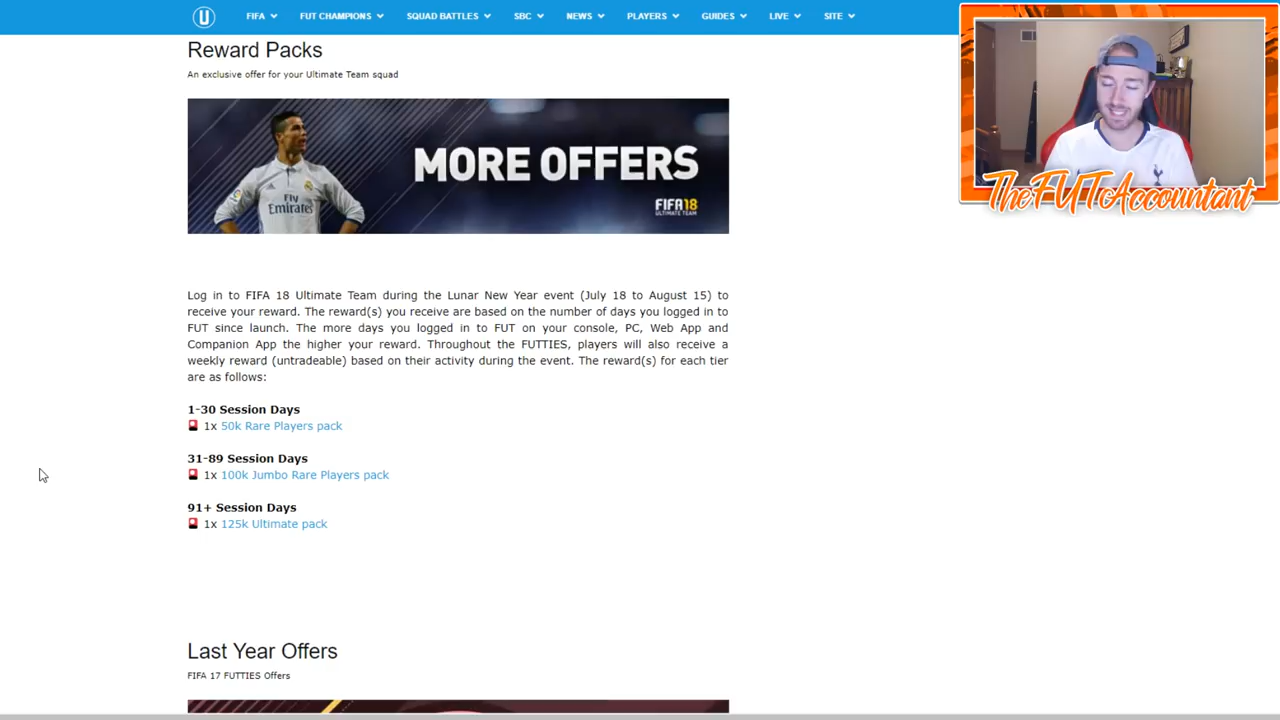 U
FIFA FUT CHAMPIONS SQUAD BATTLES SBC NEWS PLAYERS GUIDES LIVE SITE
Reward Packs
An exclusive offer for your Ultimate Team squad
MORE OFFERS
Fly
Emirates
FIFA 18
ULTIMATE TEAM
TheFUTAccountant
Log in to FIFA 18 Ultimate Team during the Lunar New Year event (July 18 to August 15) to
receive your reward. The reward(s) you receive are based on the number of days you logged in to
FUT since launch. The more days you logged in to FUT on your console, PC, Web App and
Companion App the higher your reward. Throughout the FUTTIES, players will also receive a
weekly reward (untradeable) based on their activity during the event. The reward(s) for each tier
are as follows:
1-30 Session Days
1x 50k Rare Players pack
31-89 Session Days
1x 100k Jumbo Rare Players pack
91+ Session Days
1x 125k Ultimate pack
Last Year Offers
FIFA 17 FUTTIES Offers